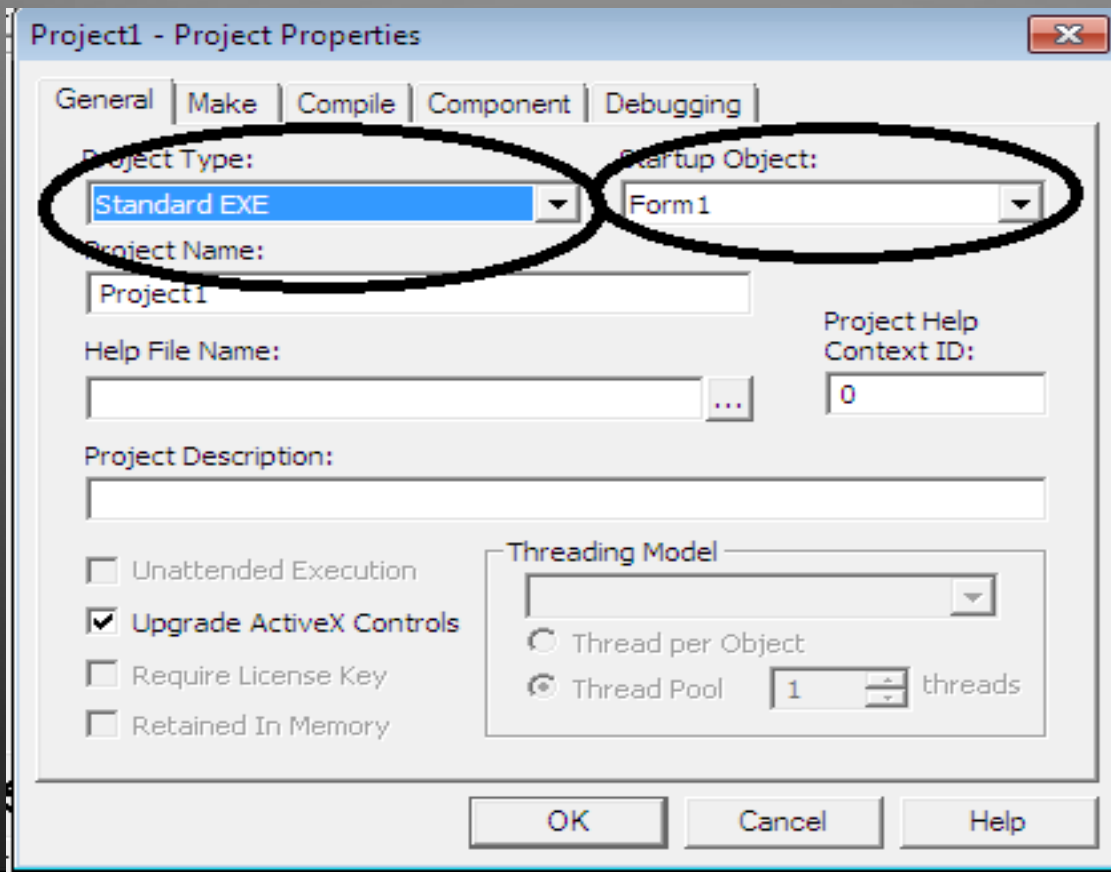 Project1 - Project Properties
General Make Compile Component Debugging
Project Type: Startup Object:
Standard EXE Form1
Project Name:
Project1
Project Help
Help File Name: Context ID:
... 0
Project Description:
Threading Model
Unattended Execution
Upgrade ActiveX Controls
Thread per Object
Require License Key
Thread Pool 1 threads
Retained In Memory
OK Cancel Help